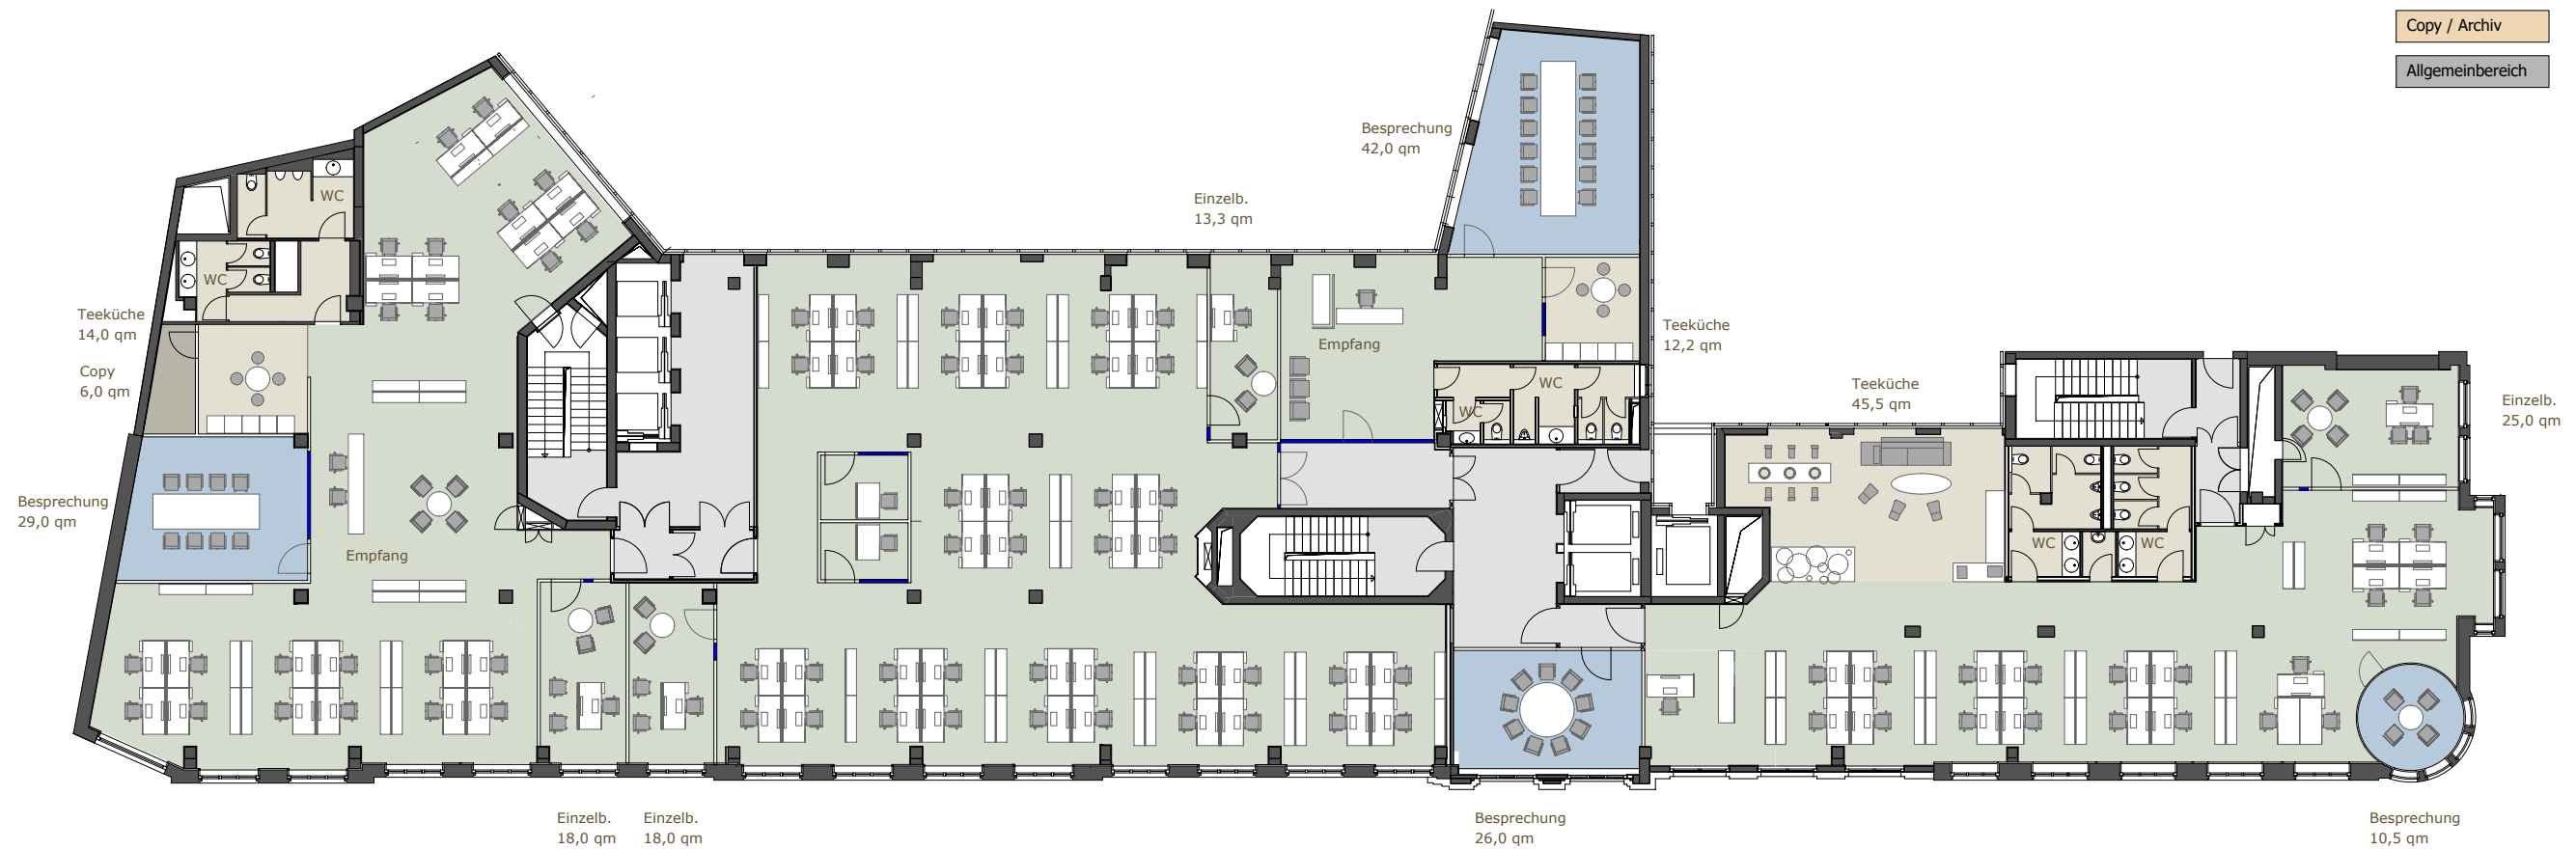 Copy / Archiv
Allgemeinbereich
Besprechung
42,0 qm
Einzelb.
13,3 qm
WC
WC
Teeküche
14,0 qm
Copy
6,0 qm
Empfang
Teeküche
12,2 qm
WC
WC
Teeküche
45,5 qm
Einzelb.
25,0 qm
Besprechung
29,0 qm
Empfang
WC
WC
Einzelb.
18,0 qm
Einzelb.
18,0 qm
Besprechung
26,0 qm
Besprechung
10,5 qm